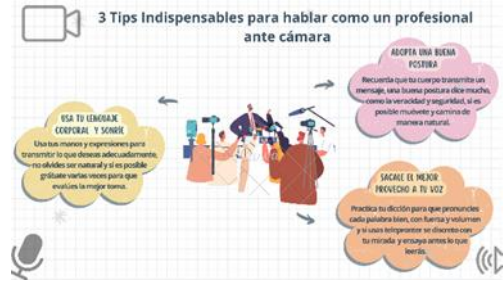 3 Tips Indispensables para hablar como un profesional
ante cámara
ADOPTA UNA BUENA
POSTURA
Recuerda que tu cuerpo transmite un
mensaje, una buena postura dice mucho,
como la veracidad y seguridad, si es
posible muévete y camina de
manera natural.
USA TU LENGUAJE
CORPORAL Y SONRÍE
Usa tus manos y expresiones para
transmitir lo que deseas adecuadamente,
no olvides ser natural y si es posible
grábate varias veces para que
evalúes la mejor toma.
SACALE EL MEJOR
PROVECHO A TU VOZ
Practica tu dicción para que pronuncies
cada palabra bien, con fuerza y volumen
y si usas teleprónter se discreto con
tu mirada y ensaya antes lo que
leerás.